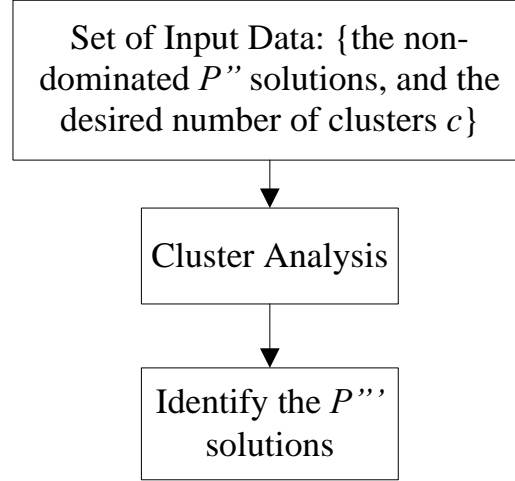 Set of Input Data: {the non-
dominated P” solutions, and the
desired number of clusters c}
Cluster Analysis
Identify the P”’
solutions